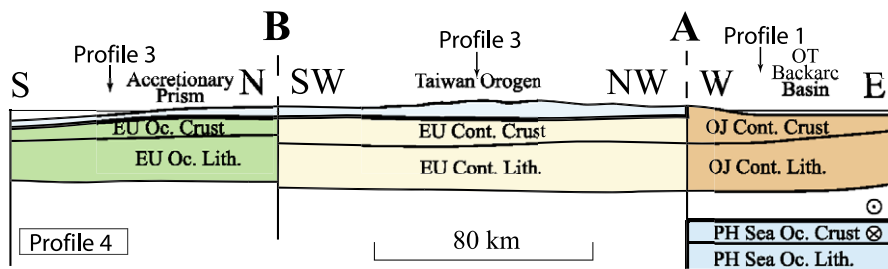 B
A
Profile 3
Profile 3
Profile 1
S
Accretionary
Prism
N
SW
Taiwan Orogen
NW
W
OT
Backarc
Basin
E
EU Oc. Crust
EU Cont. Crust
OJ Cont. Crust
EU Oc. Lith.
EU Cont. Lith.
OJ Cont. Lith.
Profile 4
80 km
PH Sea Oc. Crust
PH Sea Oc. Lith.